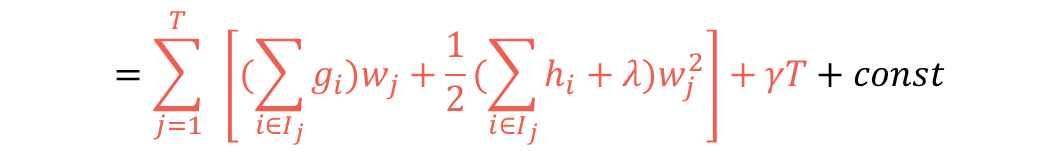 = \sum_{j=1}^{T} \left[ (\sum_{i \in I_j} g_i) w_j + \frac{1}{2} (\sum_{i \in I_j} h_i + \lambda) w_j^2 \right] + \gamma T + const